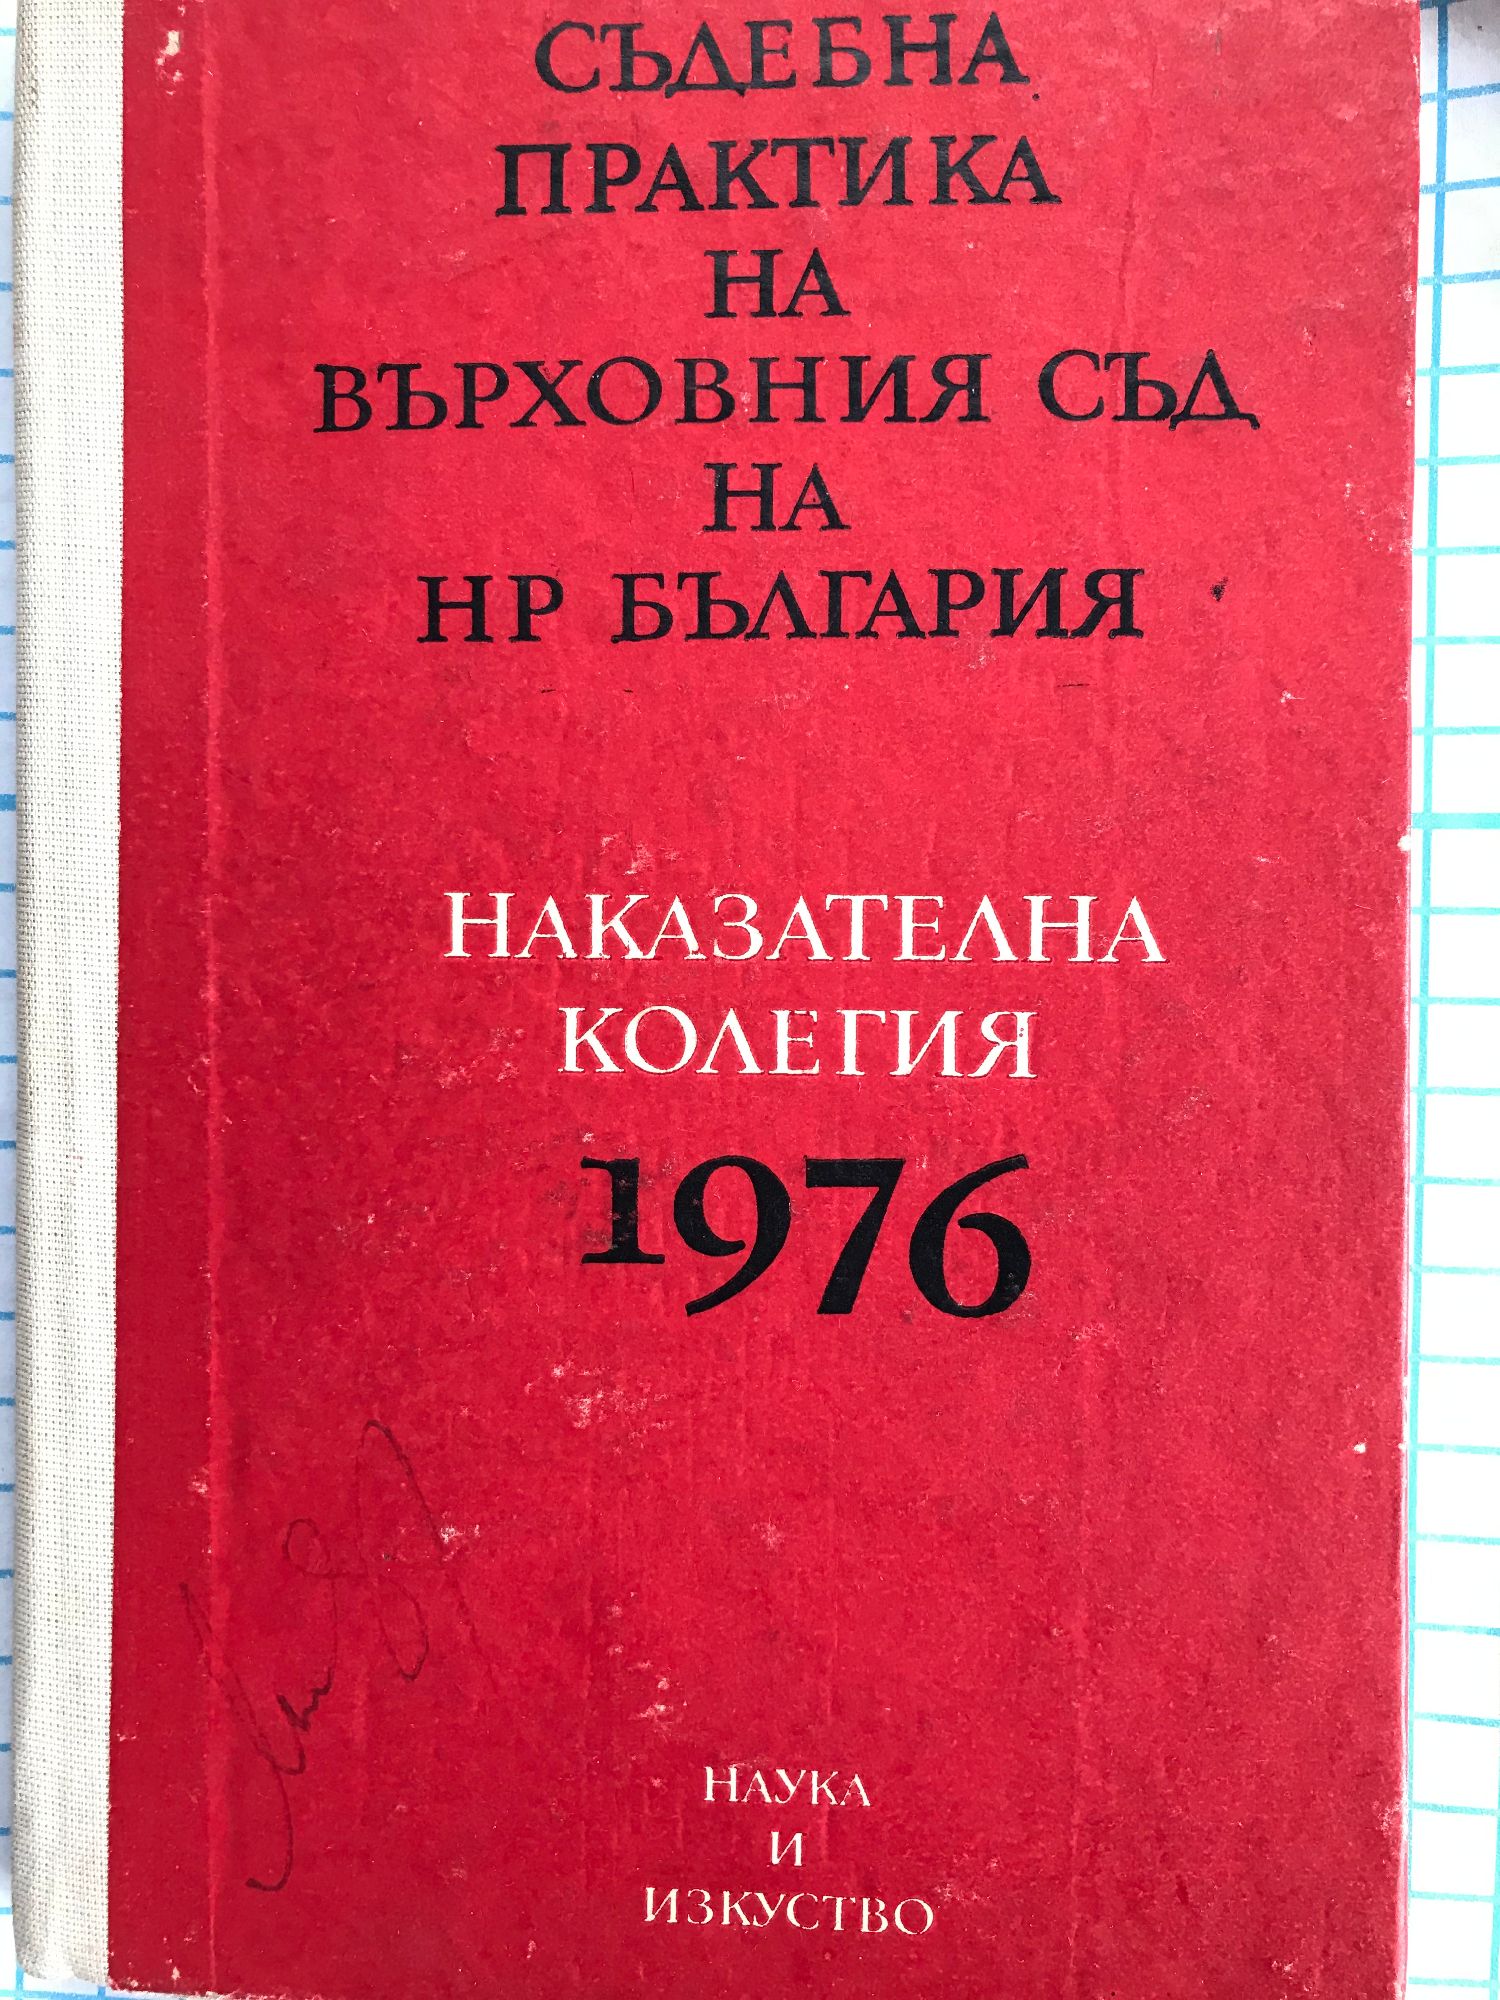 СЪДЕБНА
ПРАКТИКА
НА
ВЪРХОВНИЯ СЪД
НА
НР БЪЛГАРИЯ
НАКАЗАТЕЛНА
КОЛЕГИЯ
1976
НАУКА
И
ИЗКУСТВО